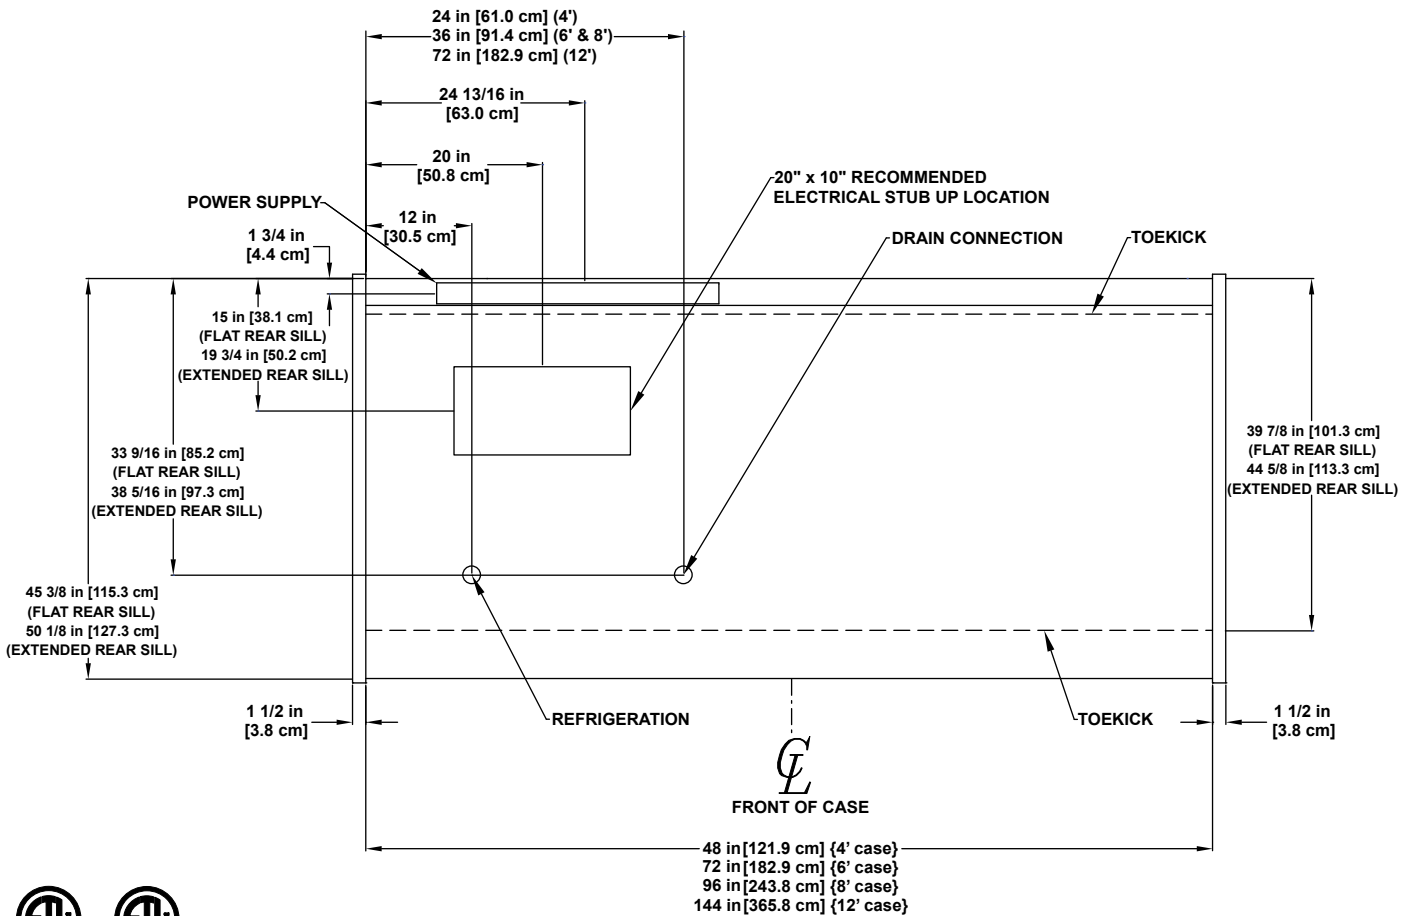 24 in [61.0 cm] (4')
36 in [91.4 cm] (6' & 8')
72 in [182.9 cm] (12')
24 13/16 in
[63.0 cm]
20 in
[50.8 cm]
20" x 10" RECOMMENDED
ELECTRICAL STUB UP LOCATION
POWER SUPPLY
12 in
[30.5 cm]
1 3/4 in
[4.4 cm]
DRAIN CONNECTION
TOEKICK
15 in [38.1 cm]
(FLAT REAR SILL)
19 3/4 in [50.2 cm]
(EXTENDED REAR SILL)
33 9/16 in [85.2 cm]
(FLAT REAR SILL)
38 5/16 in [97.3 cm]
(EXTENDED REAR SILL)
39 7/8 in [101.3 cm]
(FLAT REAR SILL)
44 5/8 in [113.3 cm]
(EXTENDED REAR SILL)
45 3/8 in [115.3 cm]
(FLAT REAR SILL)
50 1/8 in [127.3 cm]
(EXTENDED REAR SILL)
1 1/2 in
[3.8 cm]
REFRIGERATION
TOEKICK
1 1/2 in
[3.8 cm]
CL
FRONT OF CASE
48 in [121.9 cm] {4’ case}
72 in [182.9 cm] {6’ case}
96 in [243.8 cm] {8’ case}
144 in [365.8 cm] {12’ case}